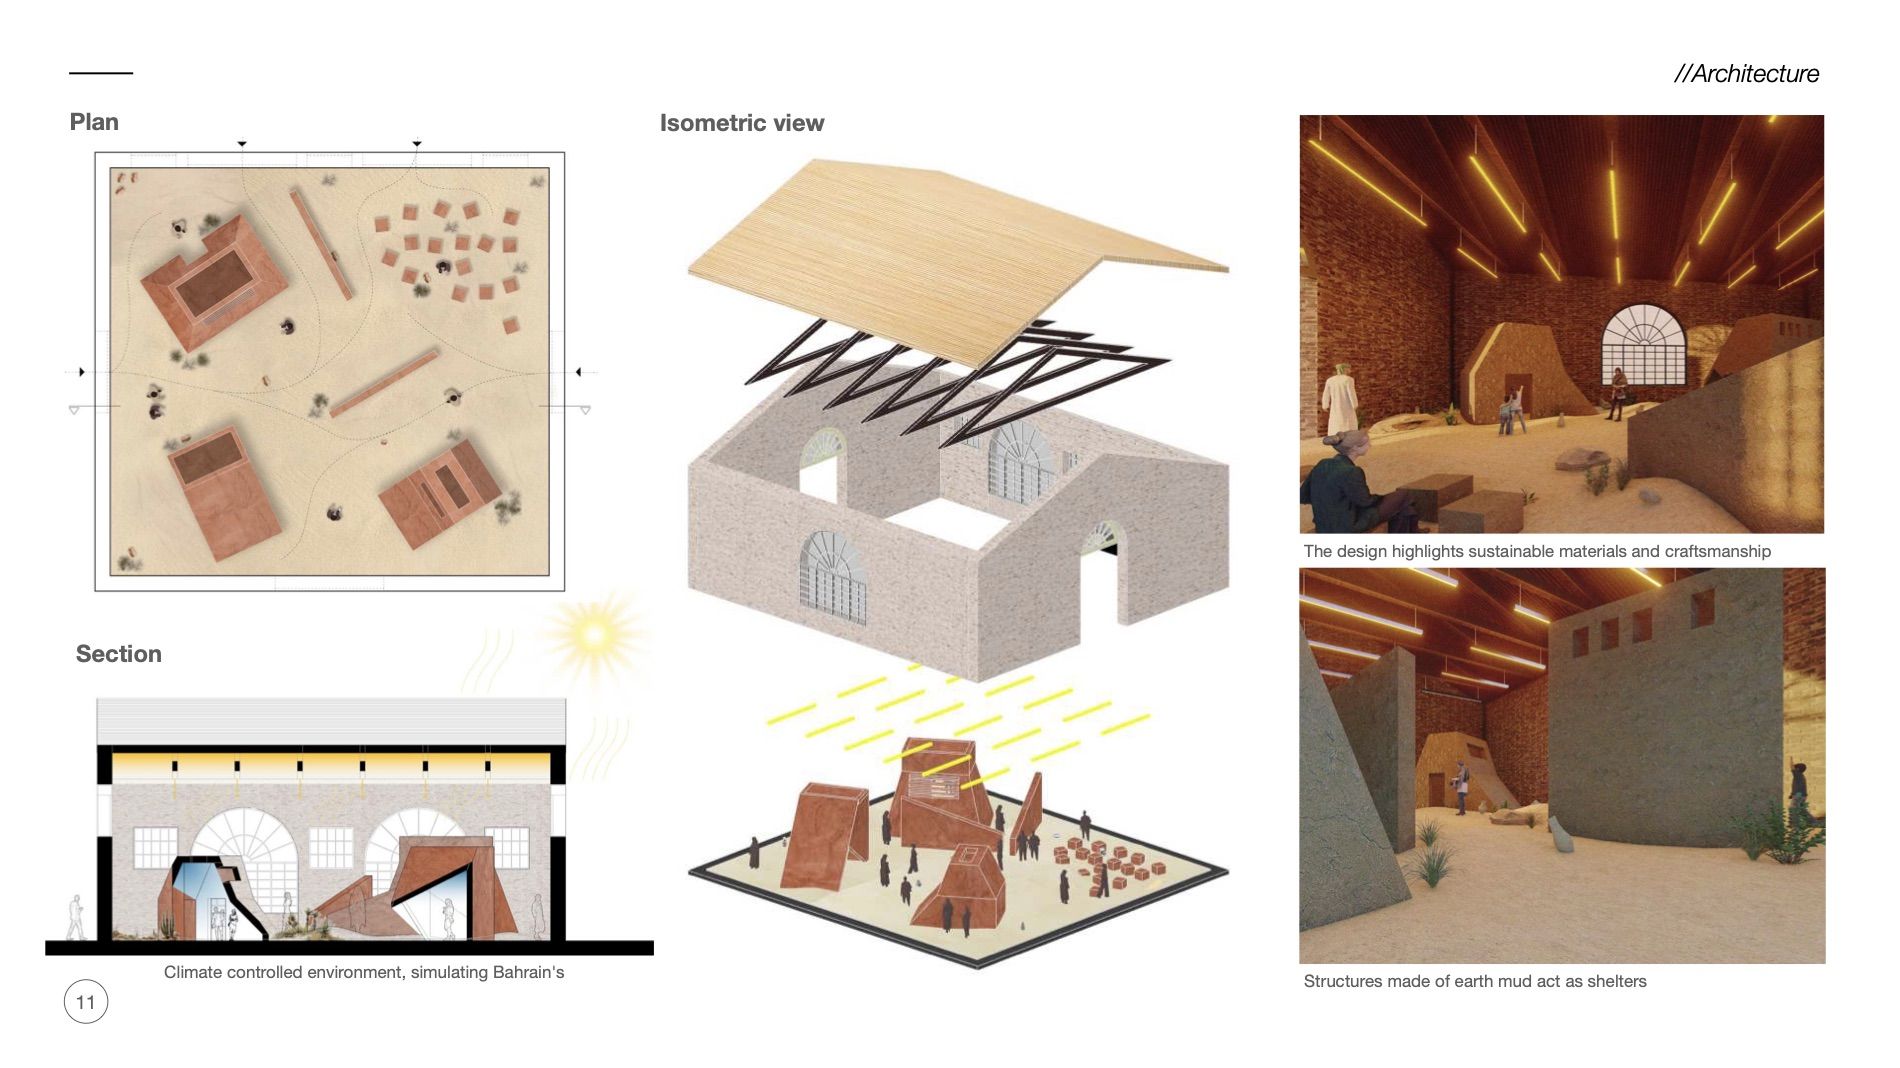 //Architecture
Plan
Isometric view
Section
The design highlights sustainable materials and craftsmanship
Climate controlled environment, simulating Bahrain's
Structures made of earth mud act as shelters
11